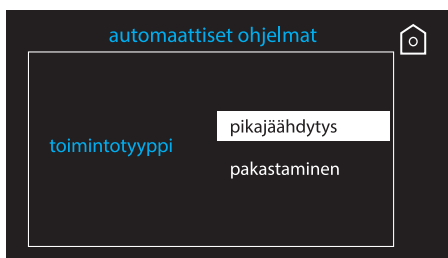 automaattiset ohjelmat
toimintotyyppi
pikajäähdytys
pakastaminen